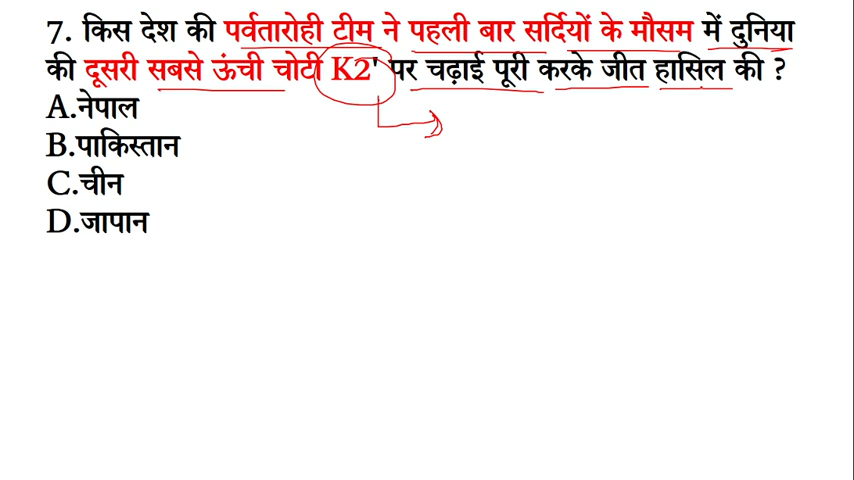 7. किस देश की पर्वतारोही टीम ने पहली बार सर्दियों के मौसम में दुनिया
की दूसरी सबसे ऊंची चोटी K2' पर चढ़ाई पूरी करके जीत हासिल की ?
A.नेपाल
B.पाकिस्तान
C.चीन
D.जापान